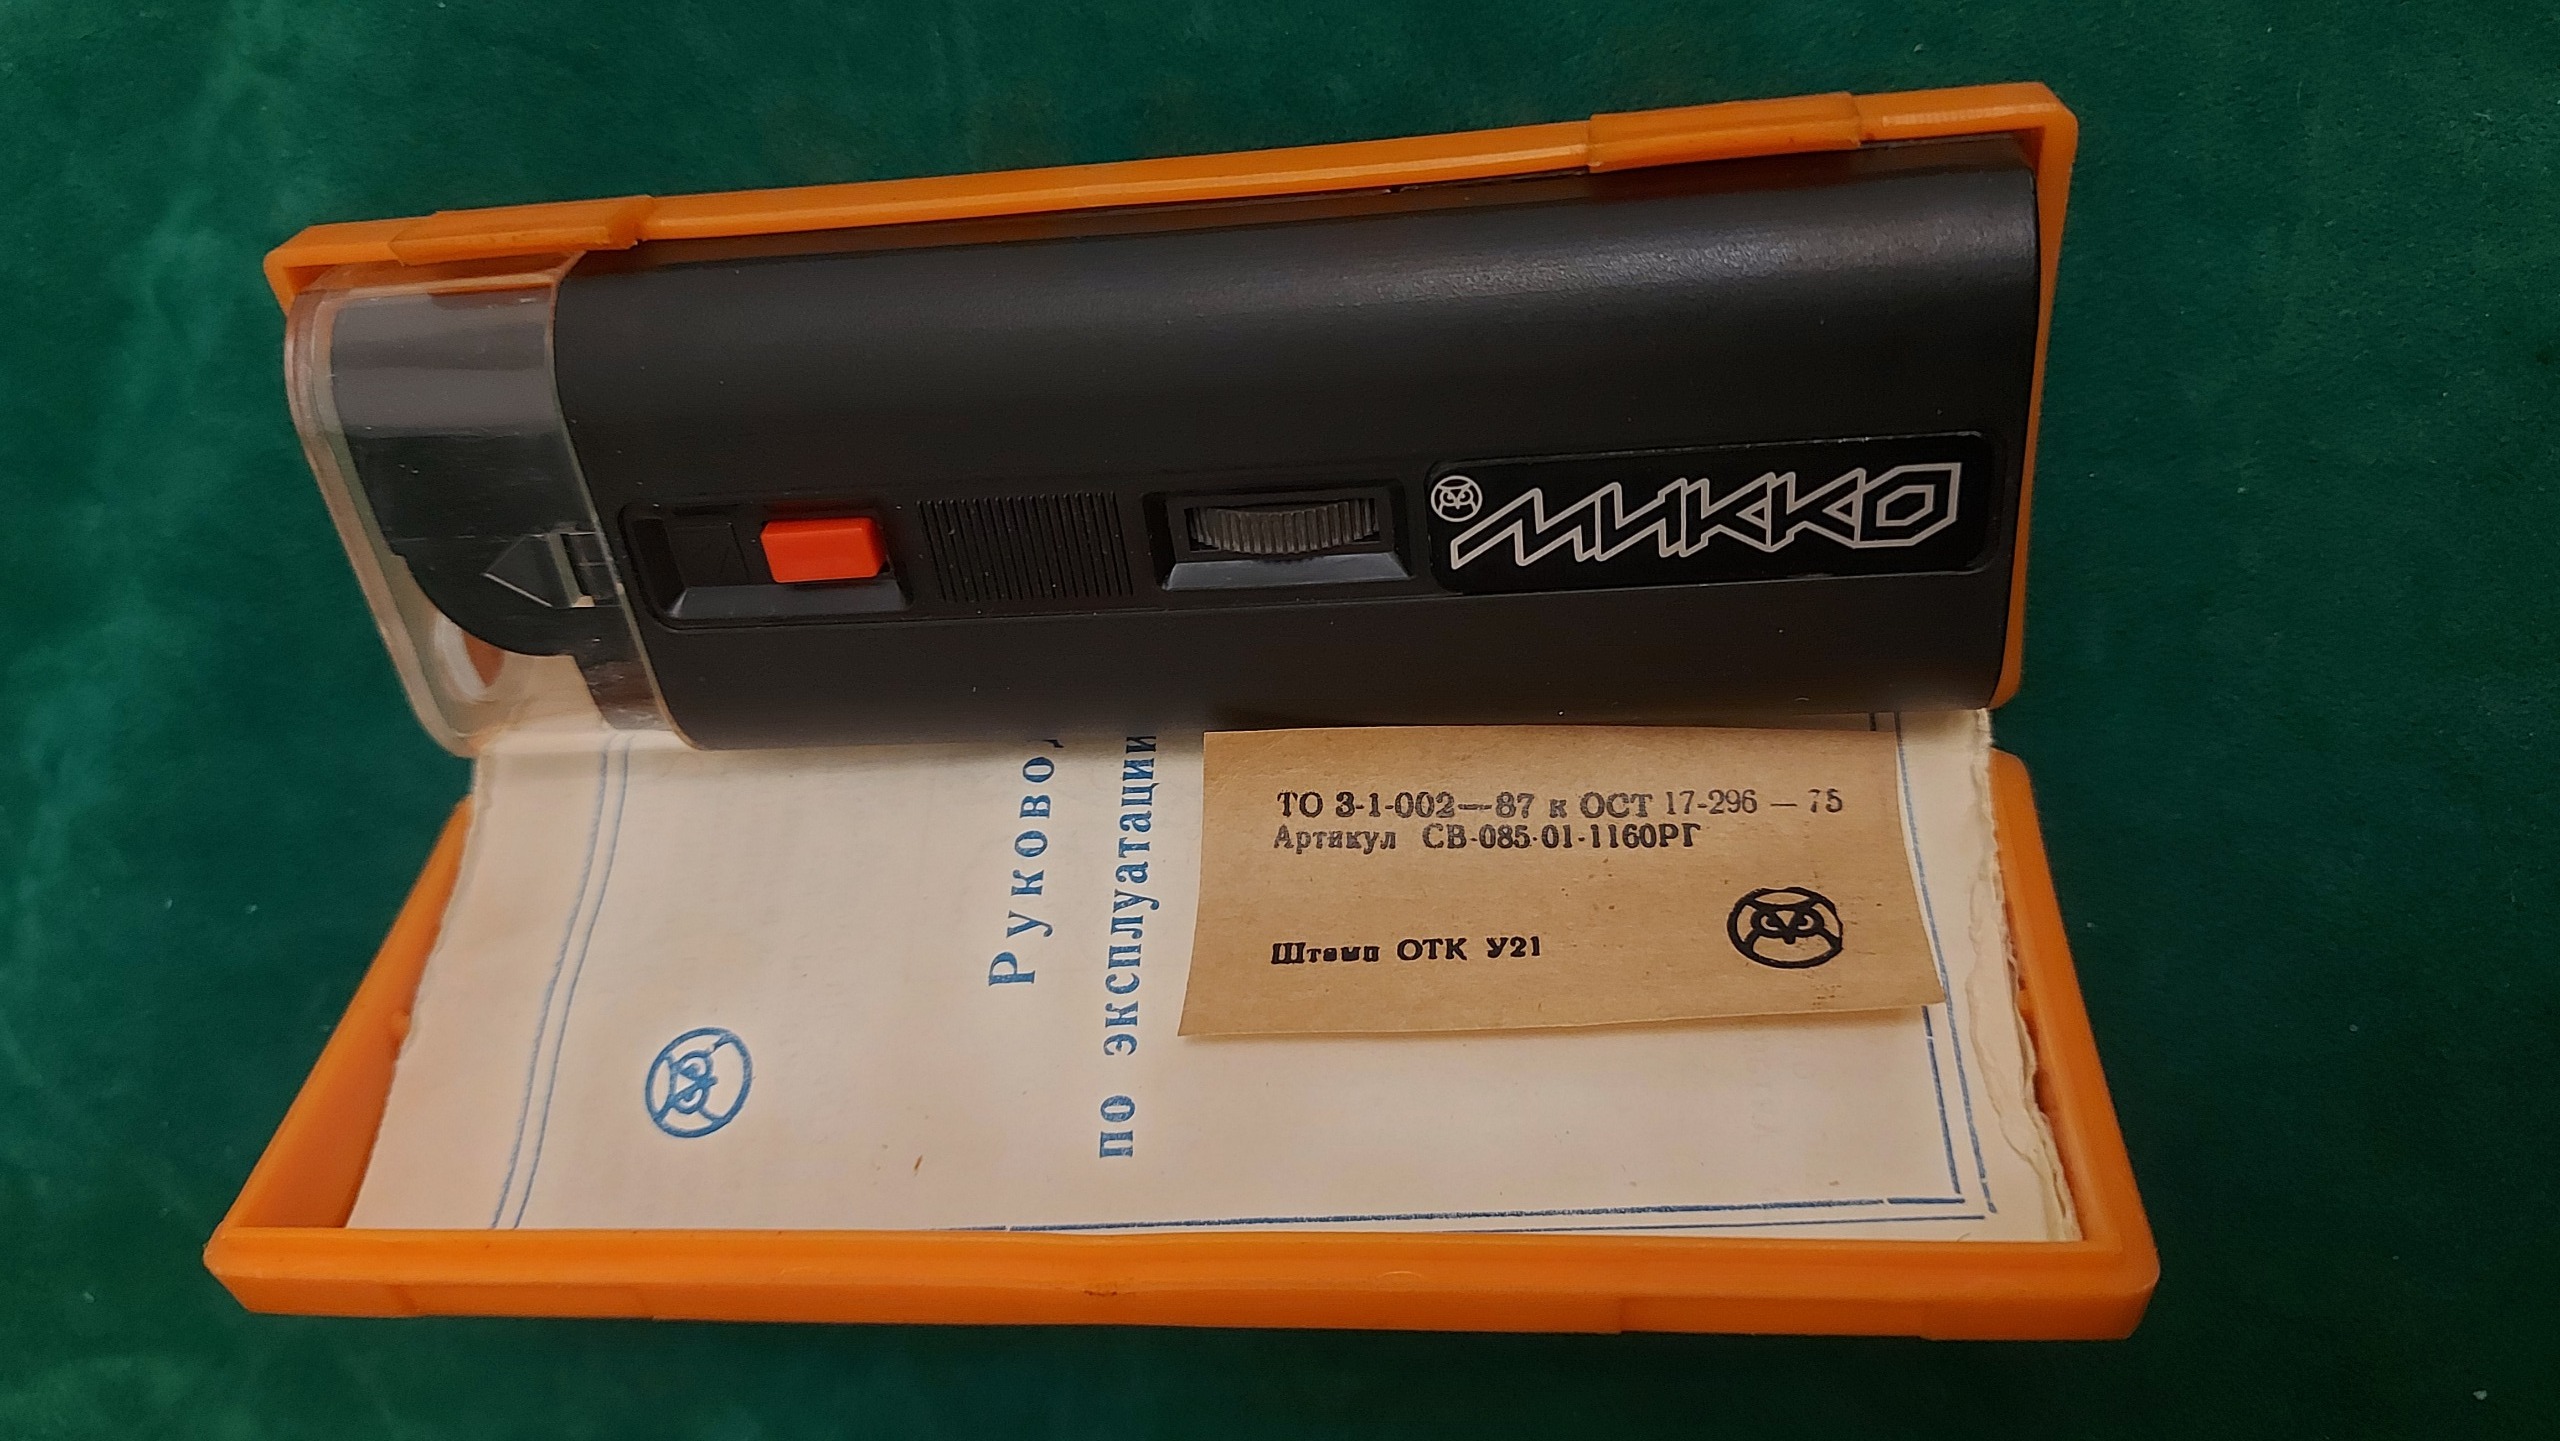 МИККО
ТО 3-1-002—87 к ОСТ 17-296 — 75
Артикул СВ-085·01-1160РГ
Штамп ОТК У21
по эксплуатации